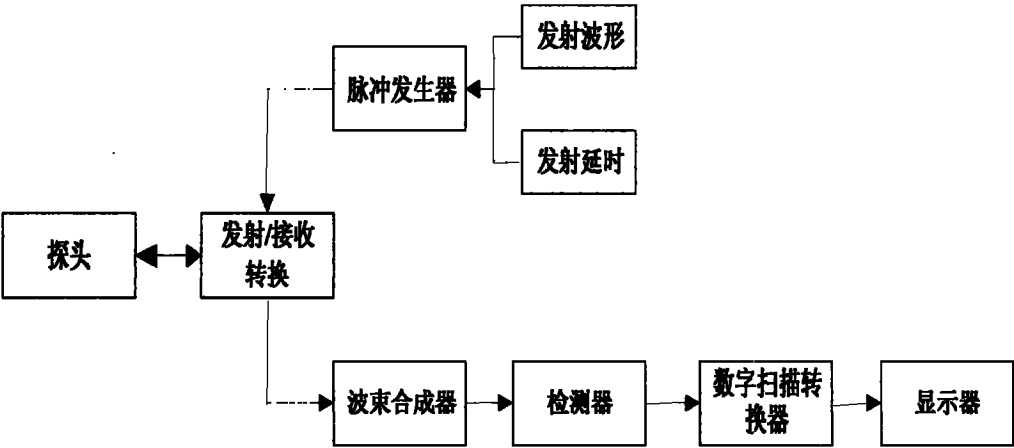 发射波形
脉冲发生器
发射延时
探头
发射/接收
转换
波束合成器
检测器
数字扫描转
换器
显示器